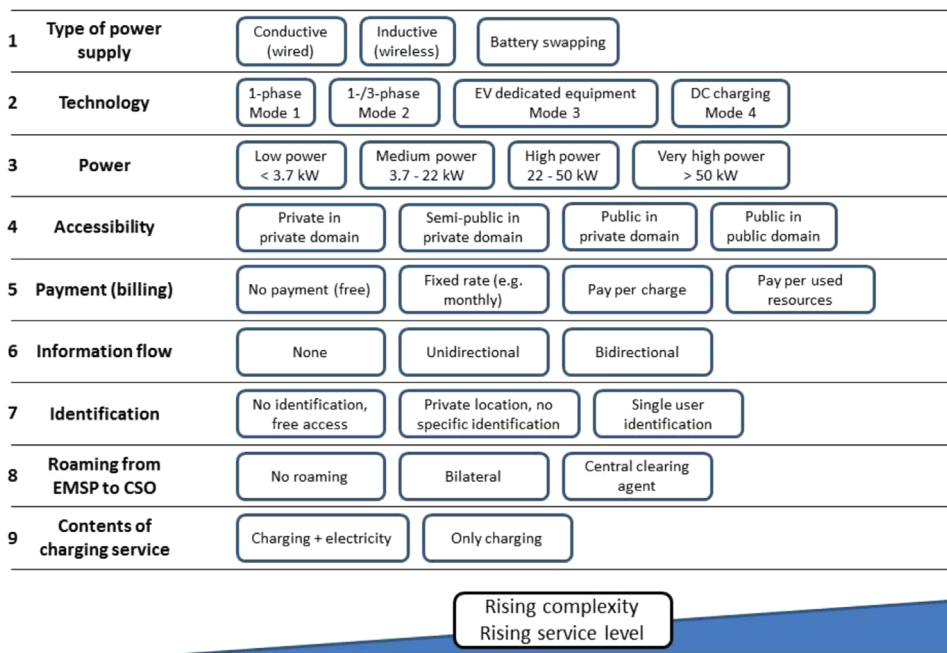 1 Type of power supply
Conductive (wired)
Inductive (wireless)
Battery swapping
2 Technology
1-phase Mode 1
1-/3-phase Mode 2
EV dedicated equipment Mode 3
DC charging Mode 4
3 Power
Low power < 3.7 kW
Medium power 3.7 - 22 kW
High power 22 - 50 kW
Very high power > 50 kW
4 Accessibility
Private in private domain
Semi-public in private domain
Public in private domain
Public in public domain
5 Payment (billing)
No payment (free)
Fixed rate (e.g. monthly)
Pay per charge
Pay per used resources
6 Information flow
None
Unidirectional
Bidirectional
7 Identification
No identification, free access
Private location, no specific identification
Single user identification
8 Roaming from EMSP to CSO
No roaming
Bilateral
Central clearing agent
9 Contents of charging service
Charging + electricity
Only charging
Rising complexity
Rising service level